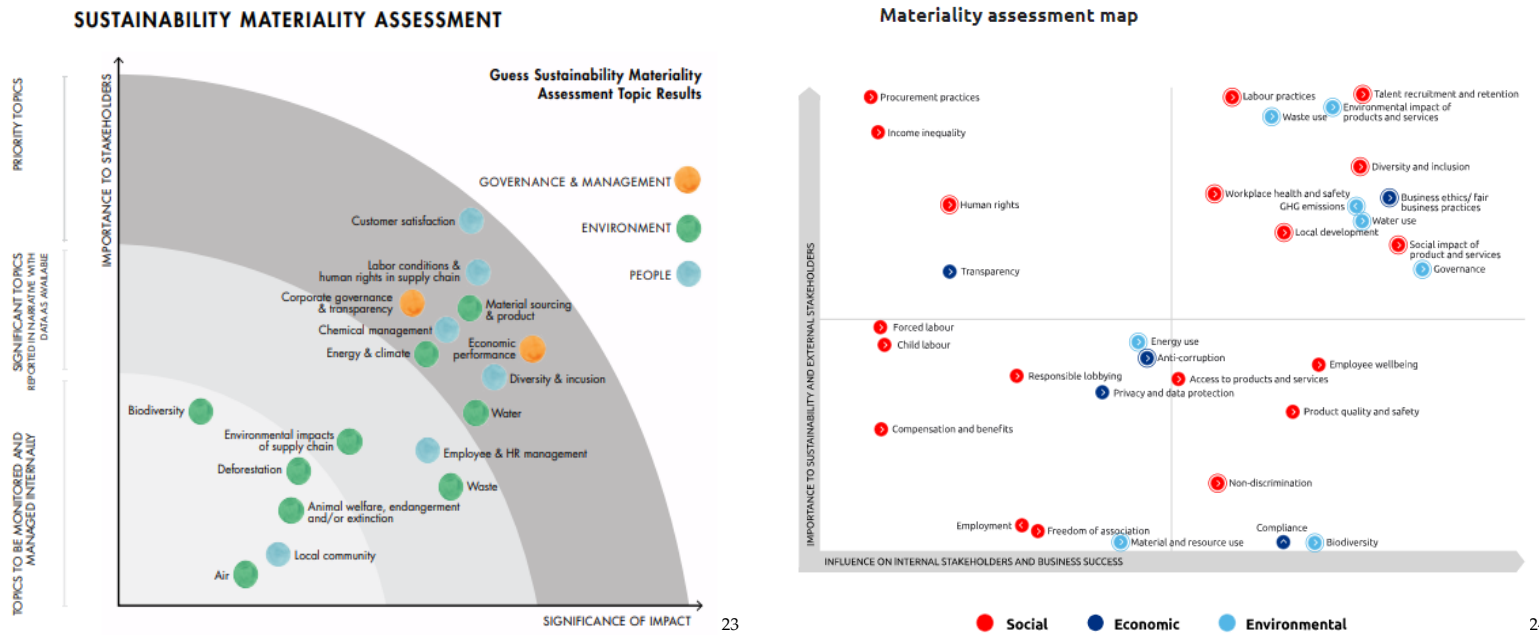 SUSTAINABILITY MATERIALITY ASSESSMENT
Guess Sustainability Materiality
Assessment Topic Results
PRIORITY TOPICS
SIGNIFICANT TOPICS
REPORTED IN NARRATIVE WITH
DATA AS AVAILABLE
TOPICS TO BE MONITORED AND
MANAGED INTERNALLY
IMPORTANCE TO STAKEHOLDERS
GOVERNANCE & MANAGEMENT
ENVIRONMENT
PEOPLE
Customer satisfaction
Labor conditions &
human rights in supply chain
Corporate governance
& transparency
Material sourcing
& product
Chemical management
Economic
performance
Energy & climate
Diversity & incusion
Biodiversity
Water
Environmental impacts
of supply chain
Employee & HR management
Deforestation
Waste
Animal welfare, endangerment
and/or extinction
Local community
Air
SIGNIFICANCE OF IMPACT
23
Materiality assessment map
IMPORTANCE TO SUSTAINABILITY AND EXTERNAL STAKEHOLDERS
Procurement practices
Labour practices
Talent recruitment and retention
Environmental impact of
products and services
Waste use
Income inequality
Diversity and inclusion
Workplace health and safety
Business ethics/ fair
business practices
Human rights
GHG emissions
Water use
Local development
Social impact of
product and services
Transparency
Governance
Forced labour
Child labour
Energy use
Anti-corruption
Employee wellbeing
Responsible lobbying
Access to products and services
Privacy and data protection
Product quality and safety
Compensation and benefits
Non-discrimination
Employment
Freedom of association
Compliance
Material and resource use
Biodiversity
INFLUENCE ON INTERNAL STAKEHOLDERS AND BUSINESS SUCCESS
Social
Economic
Environmental